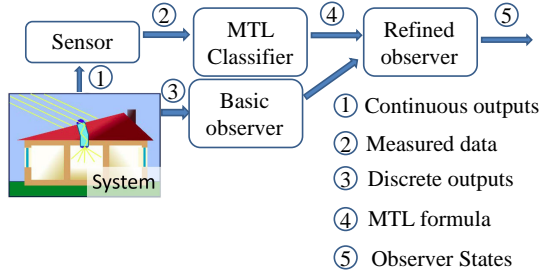 Sensor
②
MTL
Classifier
④
Refined
observer
⑤
①
System
③
Basic
observer
① Continuous outputs
② Measured data
③ Discrete outputs
④ MTL formula
⑤ Observer States